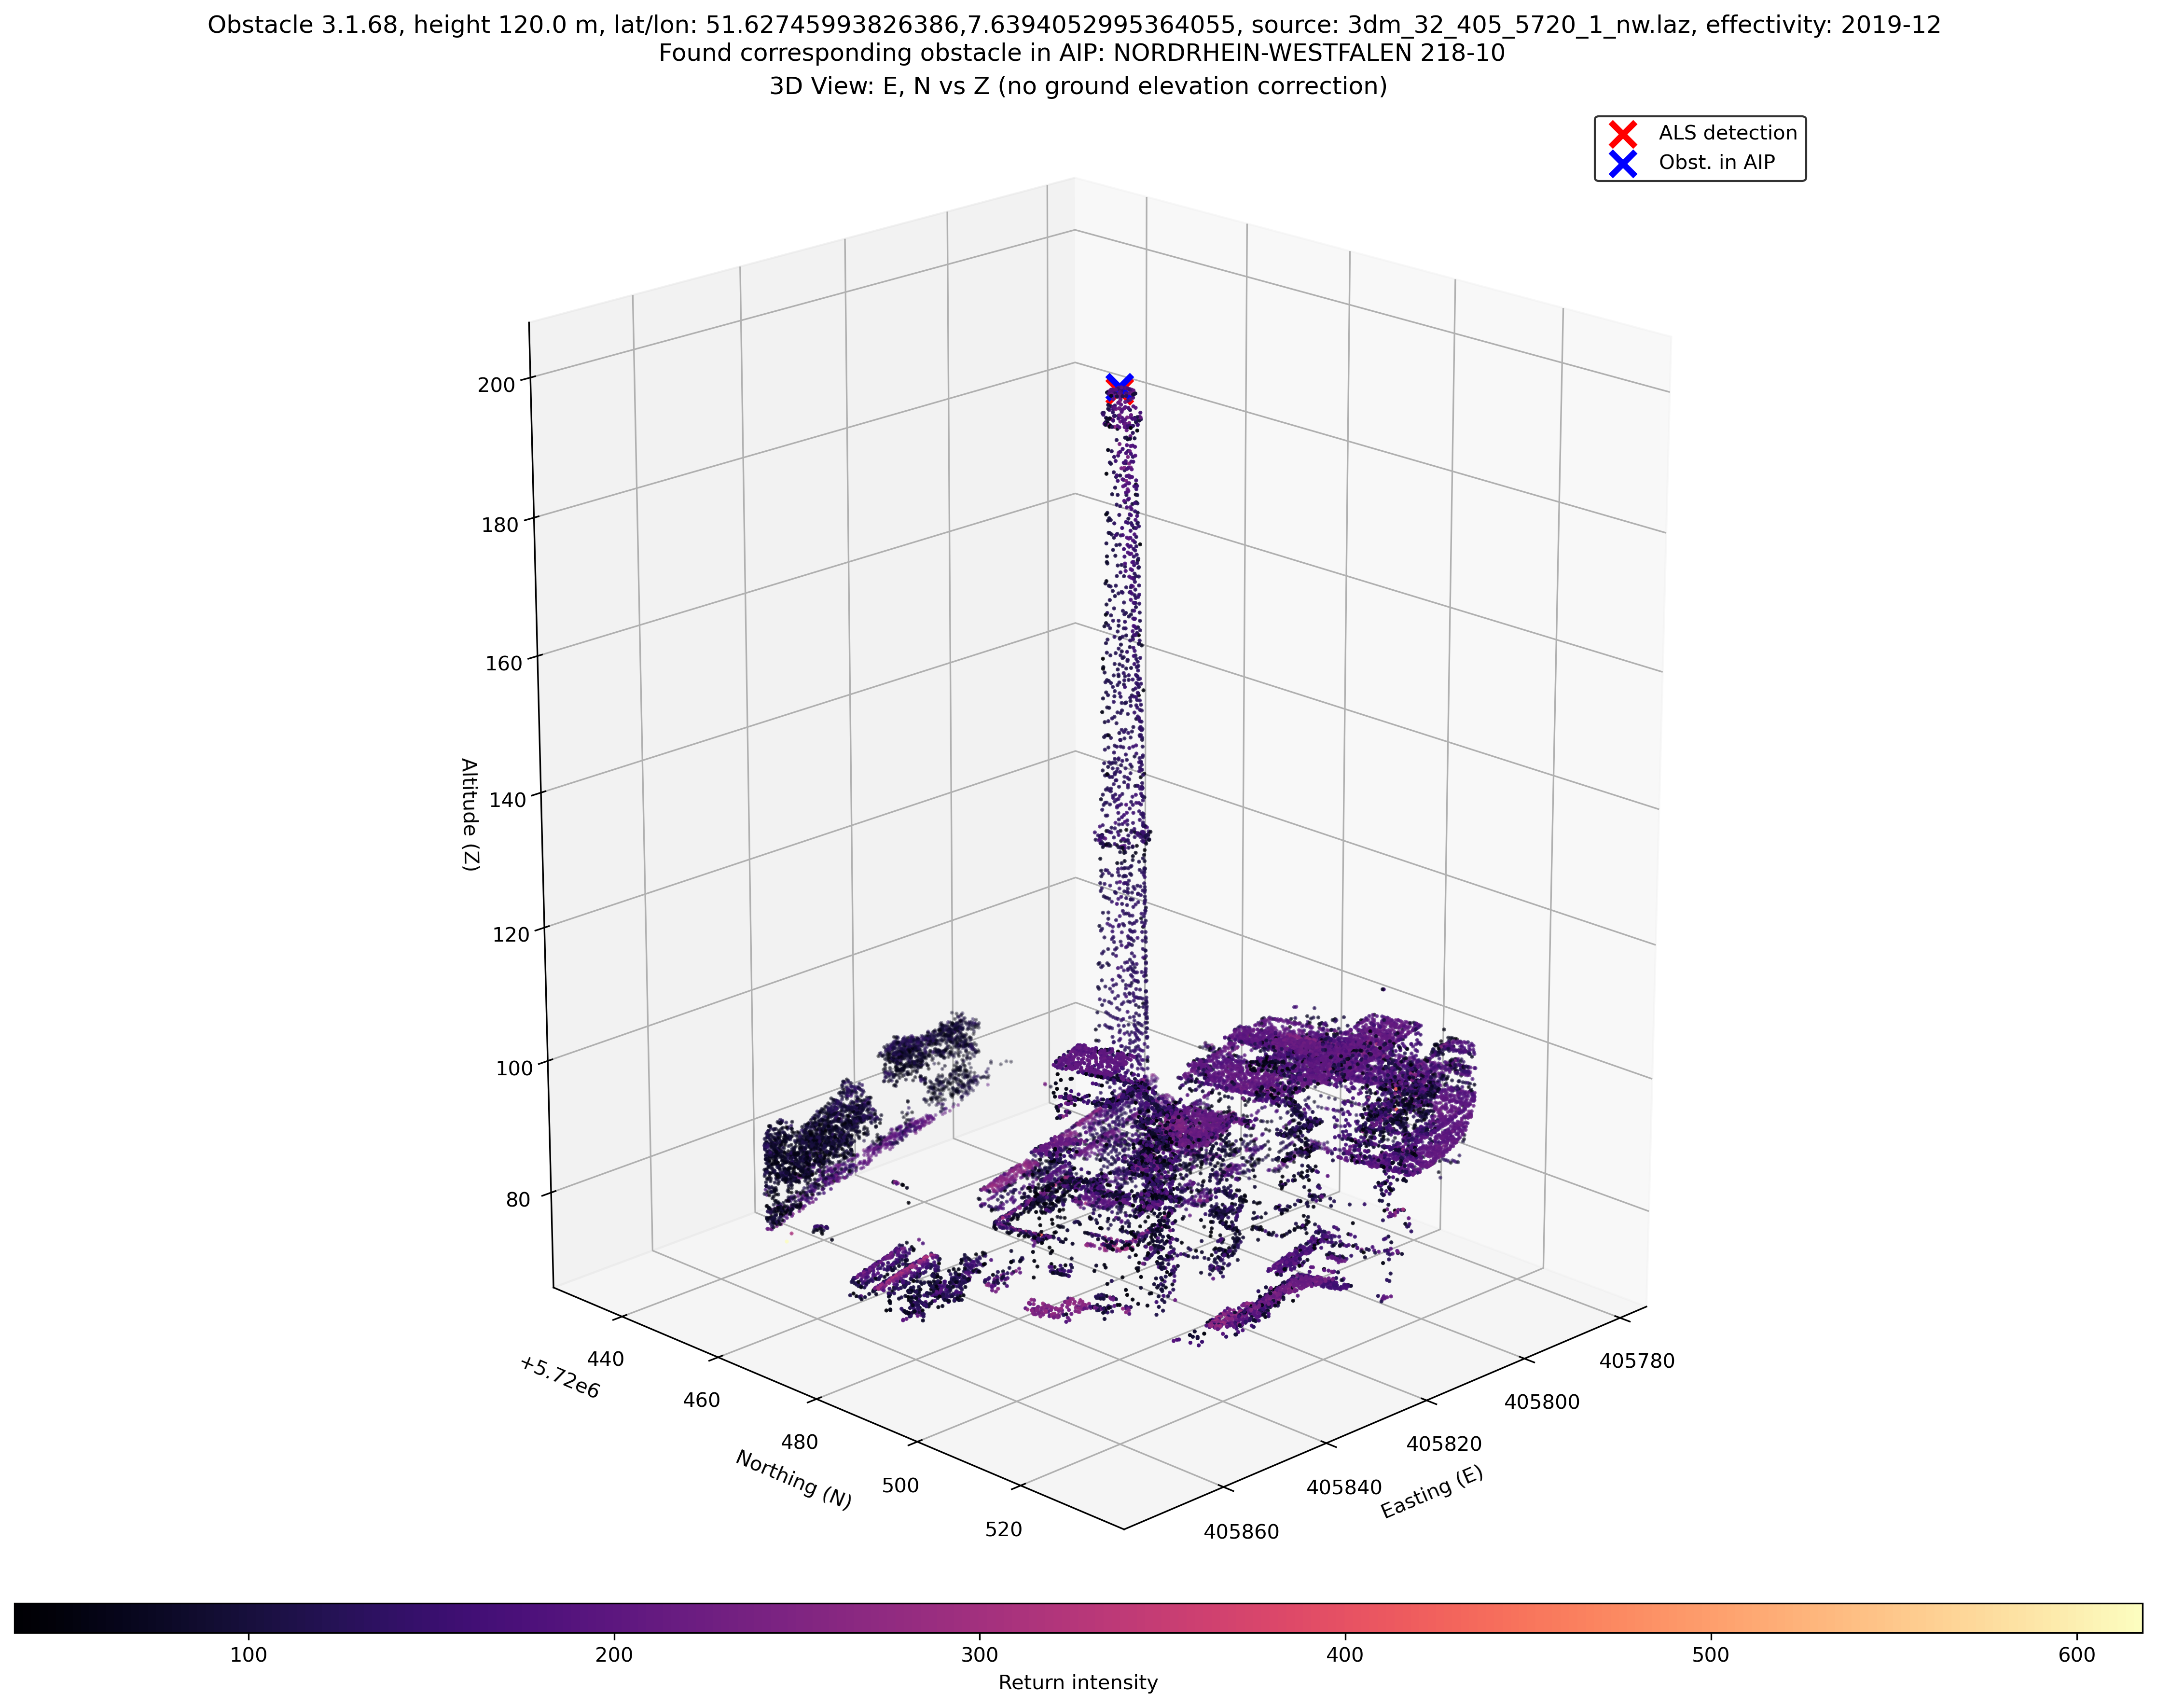 Obstacle 3.1.68, height 120.0 m, lat/lon: 51.62745993826386,7.6394052995364055, source: 3dm_32_405_5720_1_nw.laz, effectivity: 2019-12
Found corresponding obstacle in AIP: NORDRHEIN-WESTFALEN 218-10
3D View: E, N vs Z (no ground elevation correction)
ALS detection
Obst. in AIP
200
180
160
140
120
100
80
Altitude (Z)
+5.72e6
440
460
480
500
520
Northing (N)
405780
405800
405820
405840
405860
Easting (E)
100
200
300
400
500
600
Return intensity